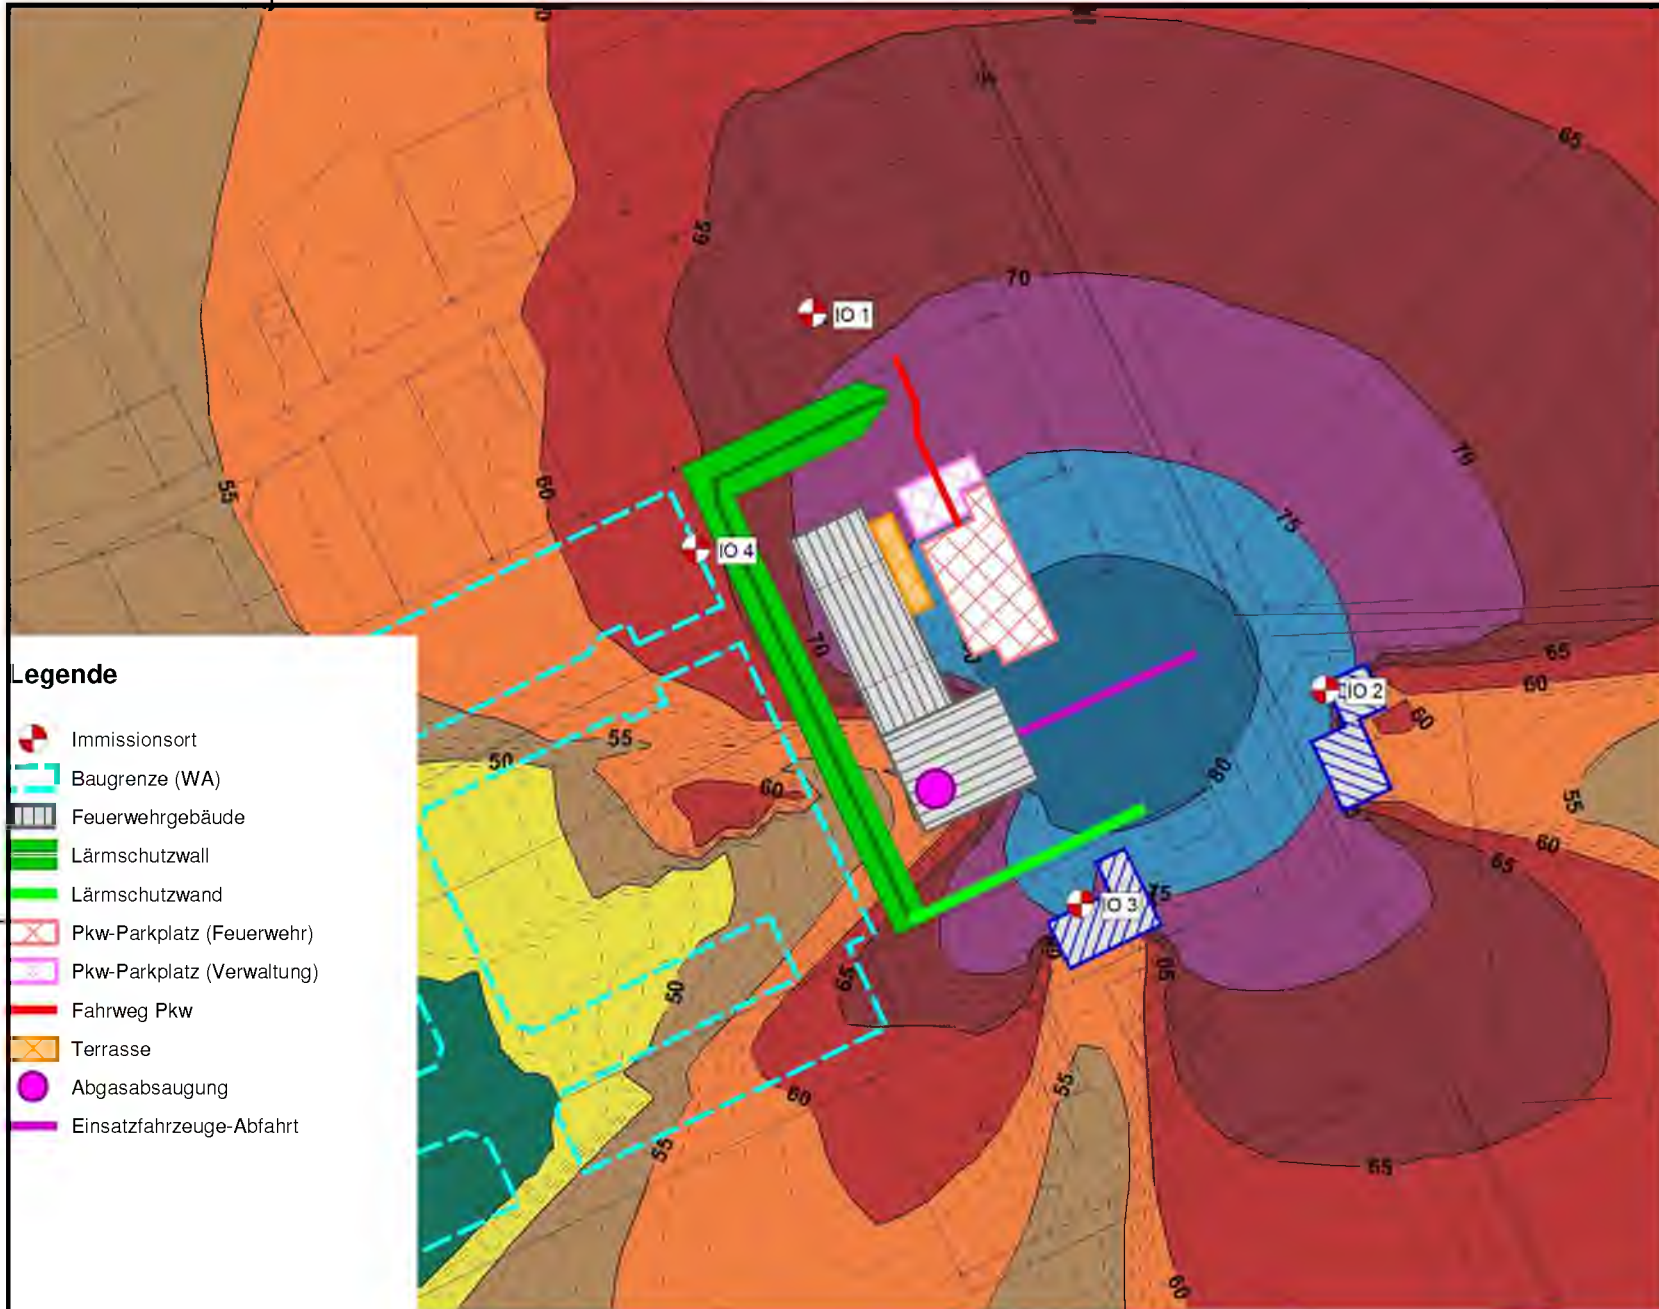 65
65
70
IO 1
70
55
60
75
IO 4
70
65
60
IO 2
60
55
50
60
80
55
60
65
75
IO 3
65
65
50
55
60
55
65
60
Legende
Immissionsort
Baugrenze (WA)
Feuerwehrgebäude
Lärmschutzwall
Lärmschutzwand
Pkw-Parkplatz (Feuerwehr)
Pkw-Parkplatz (Verwaltung)
Fahrweg Pkw
Terrasse
Abgasabsaugung
Einsatzfahrzeuge-Abfahrt